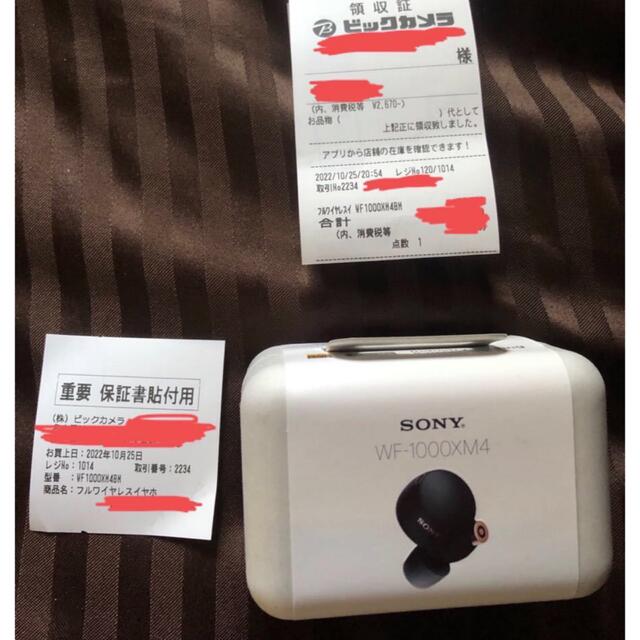 領収証
ビックカメラ
様
(内、消費税等 ¥2,670-)
お品物 ( )代として
上記正に領収致しました。
アプリから店舗の在庫を確認できます！
2022/10/25/20:54 レジNo120/1014
取引No2234
フルワイヤレスイ WF1000XM4BM
合計
(内、消費税等
点数 1
重要 保証書貼付用
(株)ビックカメラ
お買上日：2022年10月25日
レジNo：1014 取引番号：2234
型番 ：WF1000XM4BM
商品名：フルワイヤレスイヤホ
SONY
WF-1000XM4
SONY